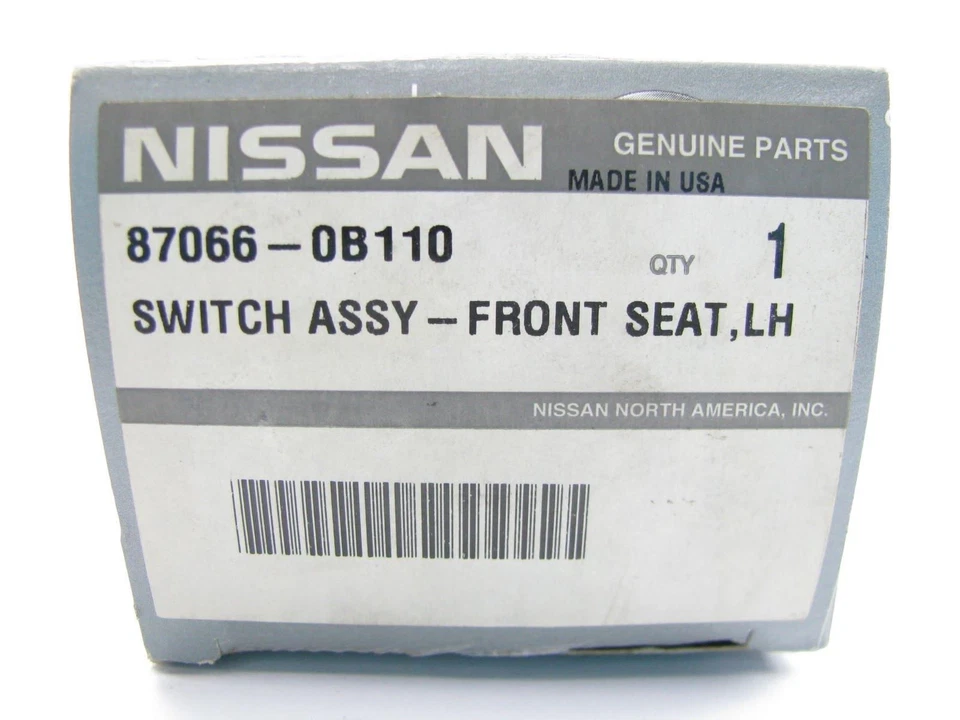 NISSAN GENUINE PARTS
MADE IN USA
87066-0B110 QTY 1
SWITCH ASSY-FRONT SEAT,LH
NISSAN NORTH AMERICA, INC.